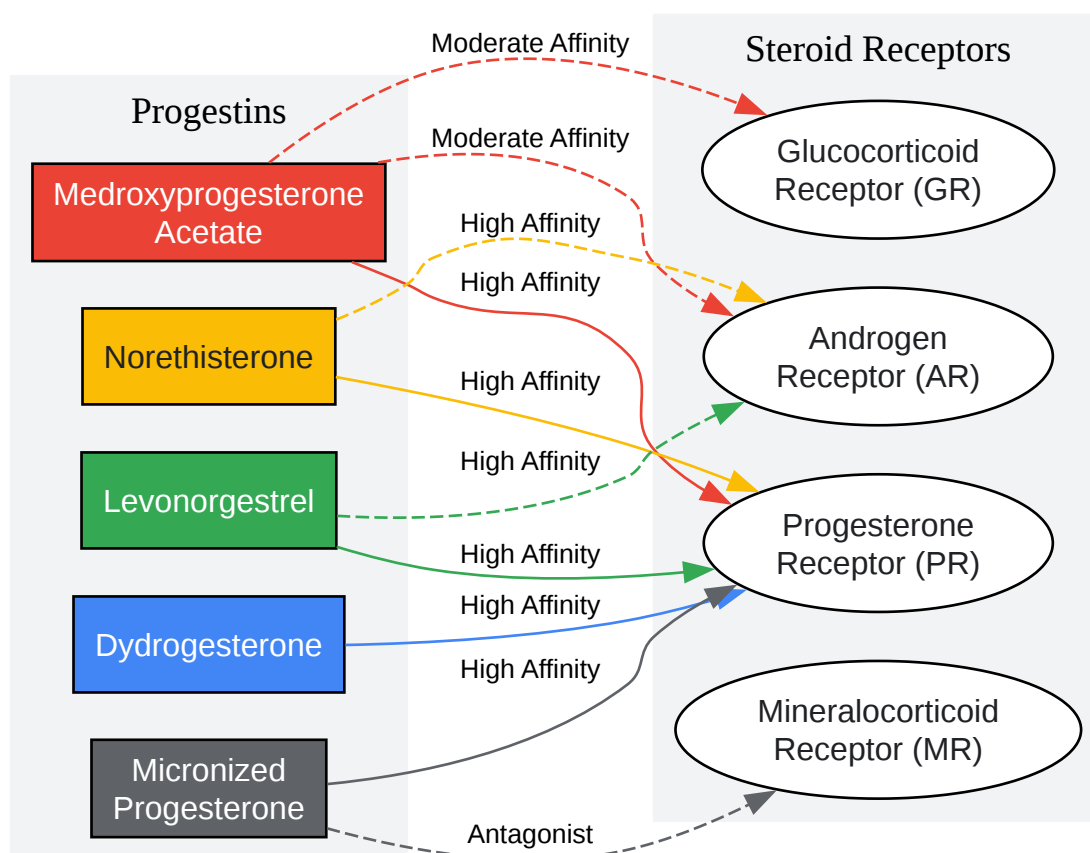 Progestins
Medroxyprogesterone
Acetate
Norethisterone
Levonorgestrel
Dydrogesterone
Micronized
Progesterone
Moderate Affinity
Moderate Affinity
High Affinity
High Affinity
High Affinity
High Affinity
High Affinity
High Affinity
High Affinity
Antagonist
Steroid Receptors
Glucocorticoid
Receptor (GR)
Androgen
Receptor (AR)
Progesterone
Receptor (PR)
Mineralocorticoid
Receptor (MR)